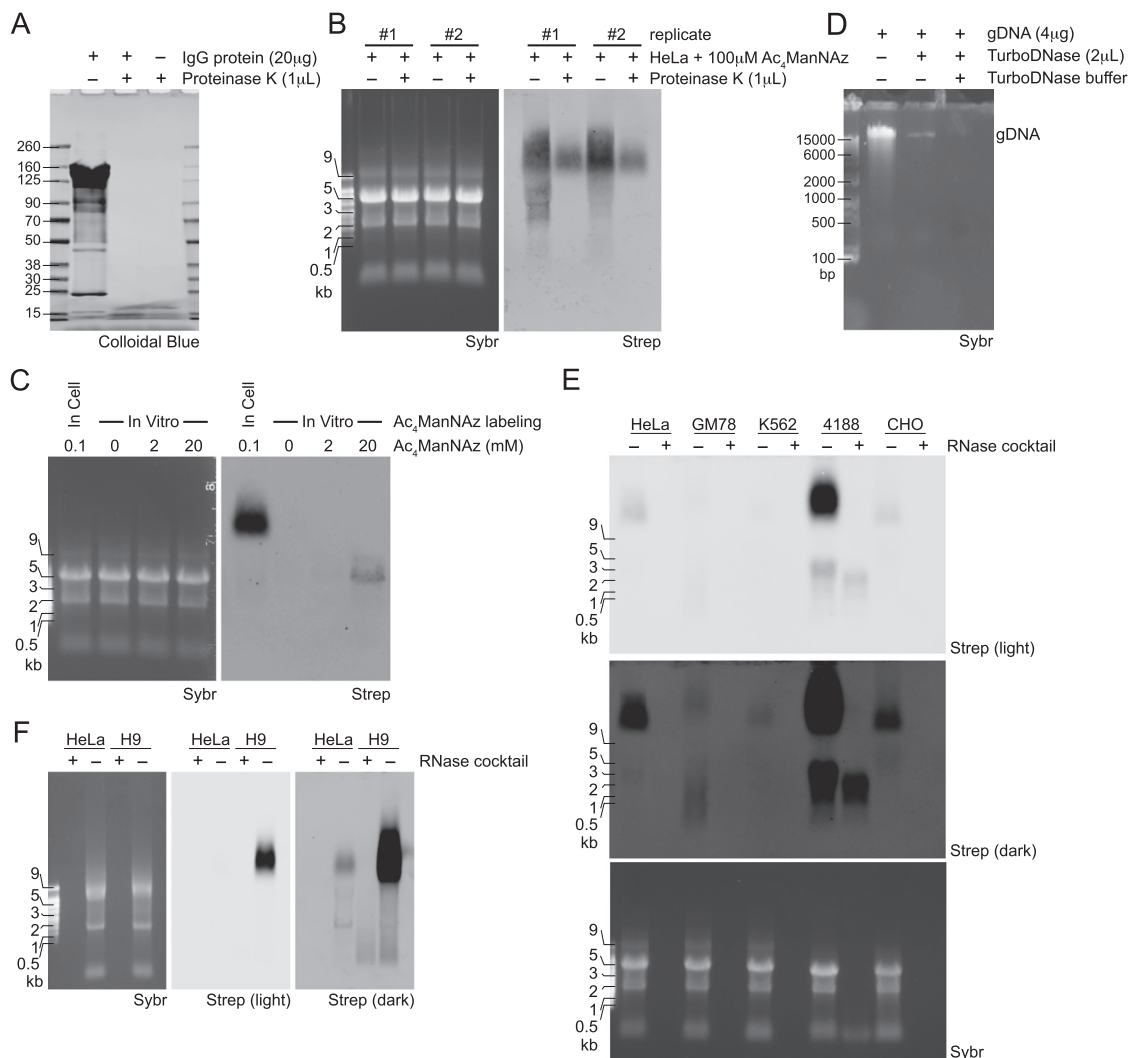 A
+ + − IgG protein (20μg)
− + + Proteinase K (1μL)
260
160
125
90
70
50
38
30
25
15
Colloidal Blue
B
#1 #2 replicate #1 #2
+ + + + HeLa + 100μM Ac4ManNAz + + + +
− + − + Proteinase K (1μL) − + − +
9
5
3
2
1
0.5
kb
Sybr
Strep
D
+ + + gDNA (4μg)
− + + TurboDNase (2μL)
− − + TurboDNase buffer
gDNA
15000
6000
2000
1000
500
100
bp
Sybr
C
In Cell In Vitro In Cell In Vitro Ac4ManNAz labeling
0.1 0 2 20 0.1 0 2 20 Ac4ManNAz (mM)
9
5
3
2
1
0.5
kb
Sybr
Strep
E
HeLa GM78 K562 4188 CHO
− + − + − + − + − + RNase cocktail
9
5
3
2
1
0.5
kb
Strep (light)
9
5
3
2
1
0.5
kb
Strep (dark)
9
5
3
2
1
0.5
kb
Sybr
F
HeLa H9 HeLa H9 HeLa H9
+ − + − + − + − + − + − RNase cocktail
9
5
3
2
1
0.5
kb
Sybr
Strep (light)
Strep (dark)